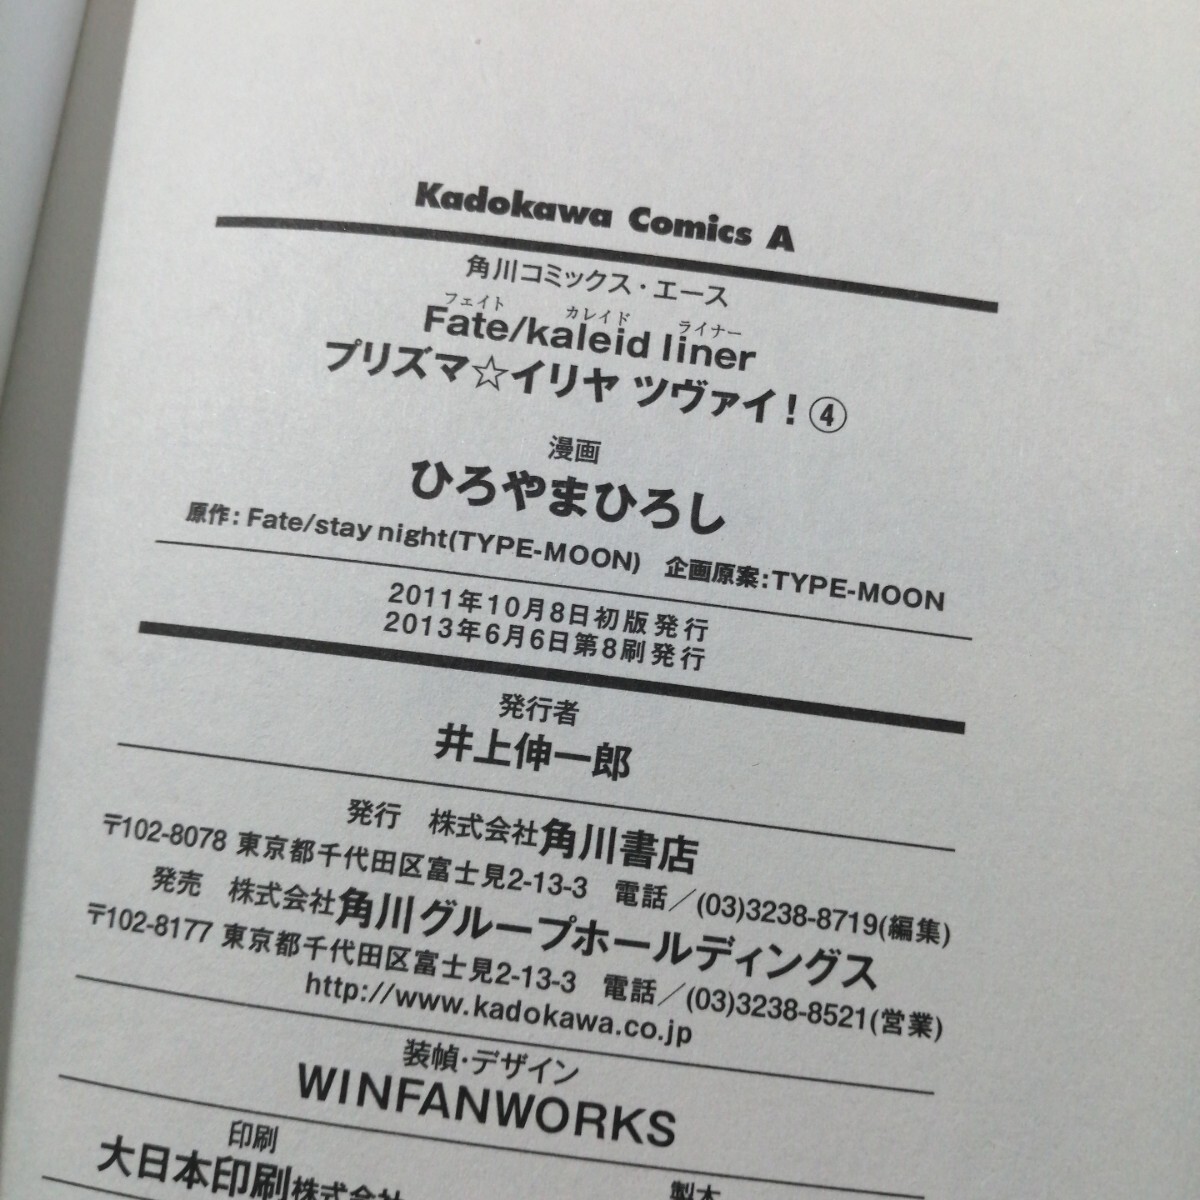 Kadokawa Comics A
角川コミックス・エース
フェイト カレイド ライナー
Fate/kaleid liner
プリズマ☆イリヤ ツヴァイ!④
漫画
ひろやまひろし
原作:Fate/stay night(TYPE-MOON) 企画原案:TYPE-MOON
2011年10月8日初版発行
2013年6月6日第8刷発行
発行者
井上伸一郎
発行 株式会社角川書店
〒102-8078 東京都千代田区富士見2-13-3 電話/(03)3238-8719(編集)
発売 株式会社角川グループホールディングス
〒102-8177 東京都千代田区富士見2-13-3 電話/(03)3238-8521(営業)
http://www.kadokawa.co.jp
装幀・デザイン
WINFANWORKS
印刷
大日本印刷株式会社
製本